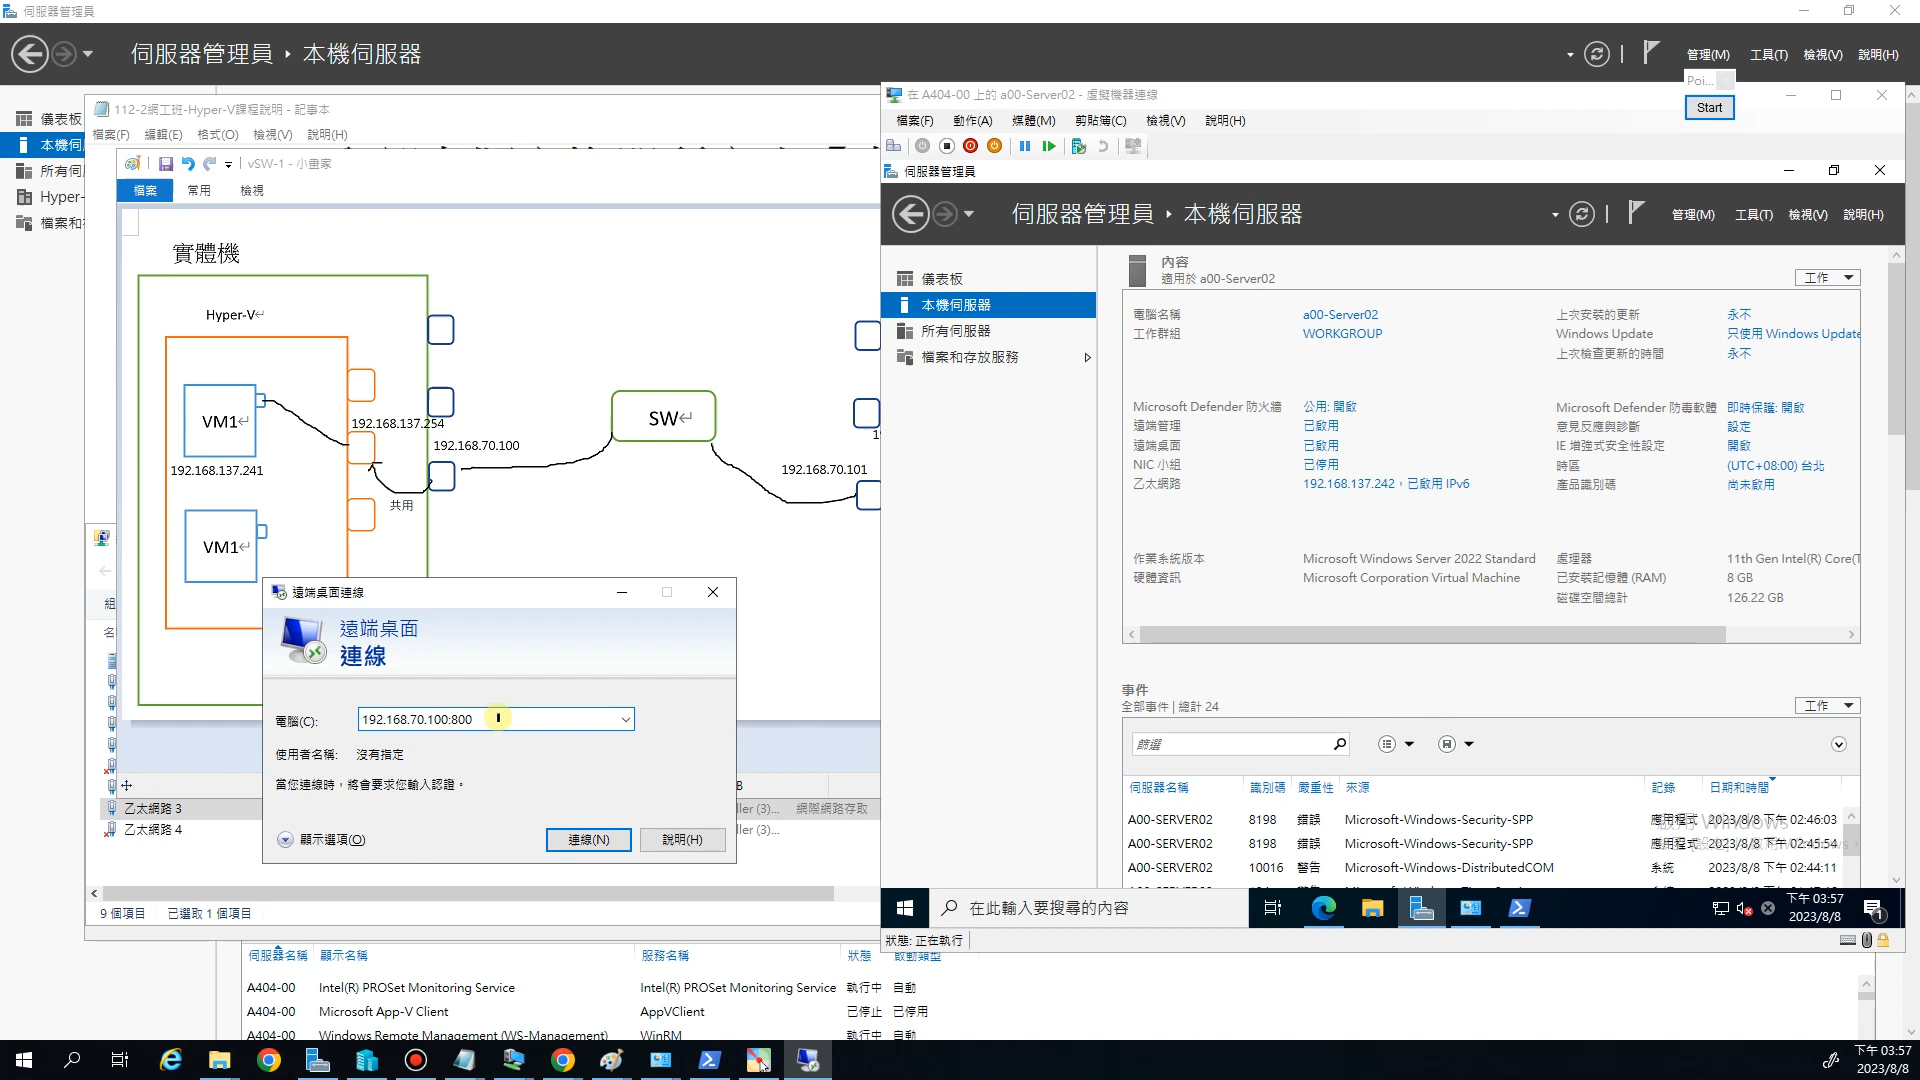 伺服器管理員
伺服器管理員 ‣ 本機伺服器
管理(M) 工具(T) 檢視(V) 說明(H)
Poi...
Start
儀表板
本機伺
所有伺
Hyper-
檔案和
112-2網工班-Hyper-V課程說明 - 記事本
檔案(F) 編輯(E) 格式(O) 檢視(V) 說明(H)
vSW-1 - 小畫家
檔案 常用 檢視
實體機
Hyper-V
VM1
192.168.137.241
192.168.137.254
192.168.70.100
共用
SW
192.168.70.101
VM1
遠端桌面連線
遠端桌面
連線
電腦(C): 192.168.70.100:800
使用者名稱: 沒有指定
當您連線時，將會要求您輸入認證。
顯示選項(O) 連線(N) 說明(H)
組
名
乙太網路 3 ller (3)... 網際網路存取
乙太網路 4 ller (3)...
9 個項目 已選取 1 個項目
在 A404-00 上的 a00-Server02 - 虛擬機器連線
檔案(F) 動作(A) 媒體(M) 剪貼簿(C) 檢視(V) 說明(H)
伺服器管理員
伺服器管理員 ‣ 本機伺服器
管理(M) 工具(T) 檢視(V) 說明(H)
儀表板
本機伺服器
所有伺服器
檔案和存放服務
內容
適用於 a00-Server02
工作
電腦名稱 a00-Server02 上次安裝的更新 永不
工作群組 WORKGROUP Windows Update 只使用 Windows Update
上次檢查更新的時間 永不
Microsoft Defender 防火牆 公用: 開啟 Microsoft Defender 防毒軟體 即時保護: 開啟
遠端管理 已啟用 意見反應與診斷 設定
遠端桌面 已啟用 IE 增強式安全性設定 開啟
NIC 小組 已停用 時區 (UTC+08:00) 台北
乙太網路 192.168.137.242，已啟用 IPv6 產品識別碼 尚未啟用
作業系統版本 Microsoft Windows Server 2022 Standard 處理器 11th Gen Intel(R) Core(T
硬體資訊 Microsoft Corporation Virtual Machine 已安裝記憶體 (RAM) 8 GB
磁碟空間總計 126.22 GB
事件
全部事件 | 總計 24
工作
篩選
伺服器名稱 識別碼 嚴重性 來源 記錄 日期和時間
A00-SERVER02 8198 錯誤 Microsoft-Windows-Security-SPP 應用程式 2023/8/8 下午 02:46:03
A00-SERVER02 8198 錯誤 Microsoft-Windows-Security-SPP 2023/8/8 下午 02:45:54
A00-SERVER02 10016 警告 Microsoft-Windows-DistributedCOM 系統 2023/8/8 下午 02:44:11
啟用 Windows
在此輸入要搜尋的內容
下午 03:57
2023/8/8
1
狀態: 正在執行
伺服器名稱 顯示名稱 服務名稱 狀態 啟動類型
A404-00 Intel(R) PROSet Monitoring Service Intel(R) PROSet Monitoring Service 執行中 自動
A404-00 Microsoft App-V Client AppVClient 已停止 已停用
A404-00 Windows Remote Management (WS-Management) WinRM 執行中 自動
下午 03:57
2023/8/8